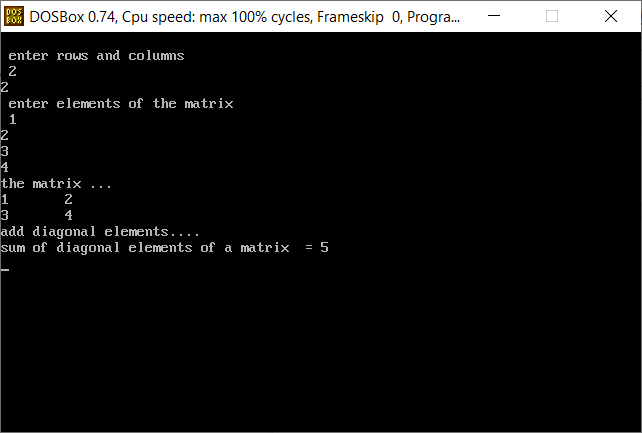 DOS BOX
DOSBox 0.74, Cpu speed: max 100% cycles, Frameskip 0, Progra...
enter rows and columns
2
2
enter elements of the matrix
1
2
3
4
the matrix ...
1 2
3 4
add diagonal elements....
sum of diagonal elements of a matrix = 5
_